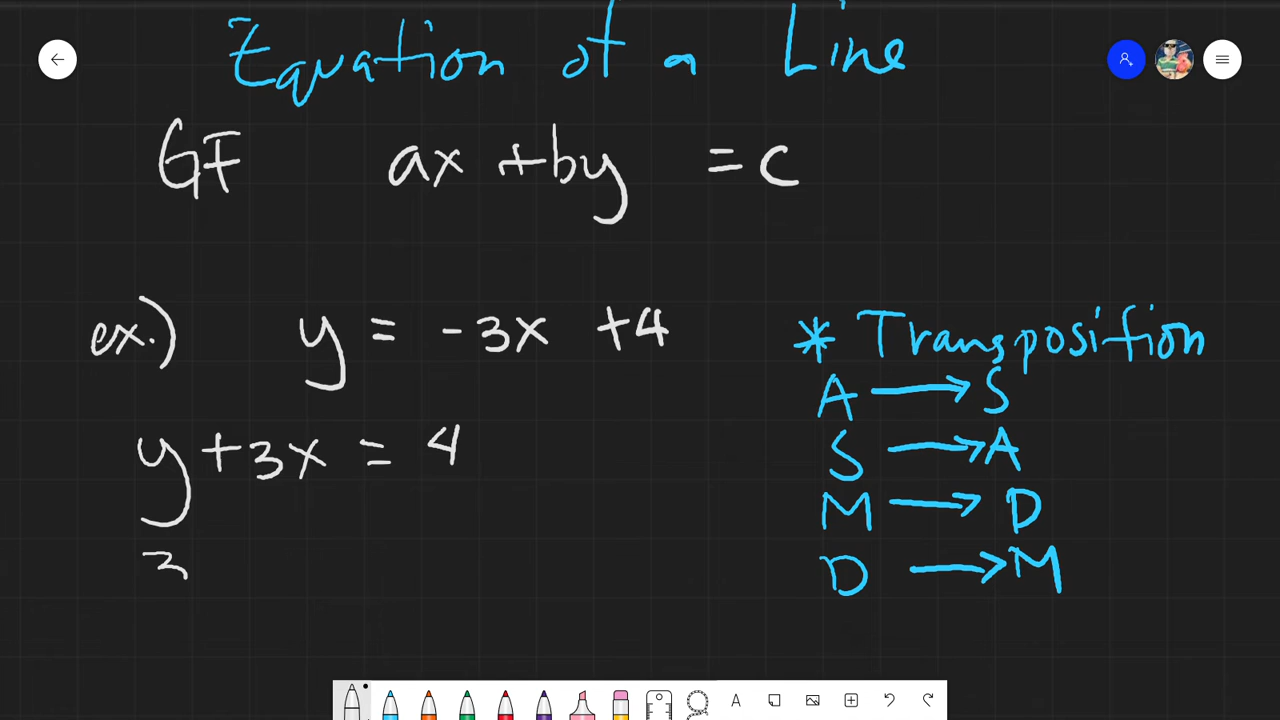 Equation of a Line
GF ax + by = c
ex.) y = -3x +4
* Transposition
A → S
y + 3x = 4
S → A
M → D
3
D → M
A